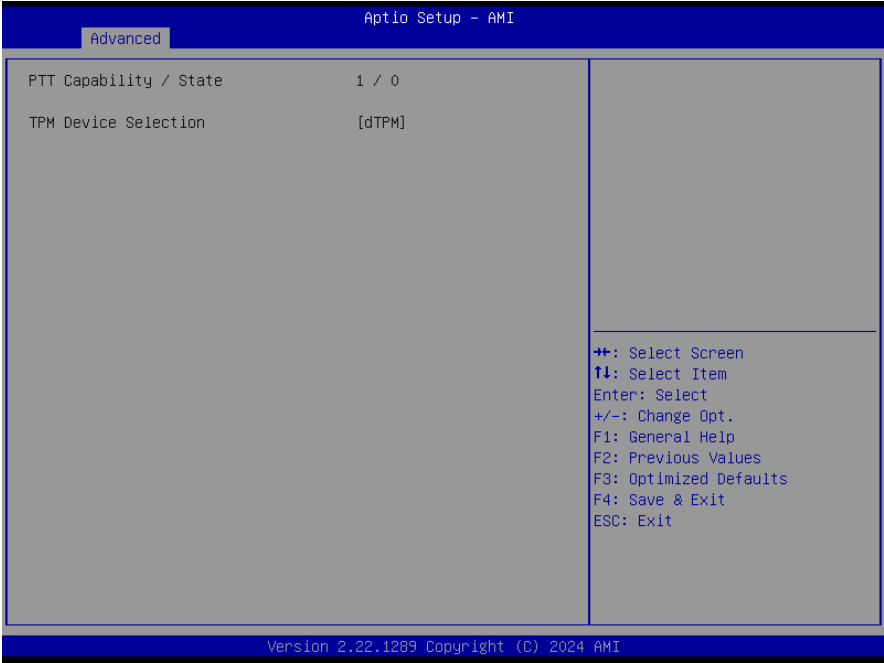 Aptio Setup - AMI
Advanced
PTT Capability / State 1 / 0
TPM Device Selection [dTPM]
→←: Select Screen
↑↓: Select Item
Enter: Select
+/-: Change Opt.
F1: General Help
F2: Previous Values
F3: Optimized Defaults
F4: Save & Exit
ESC: Exit
Version 2.22.1289 Copyright (C) 2024 AMI